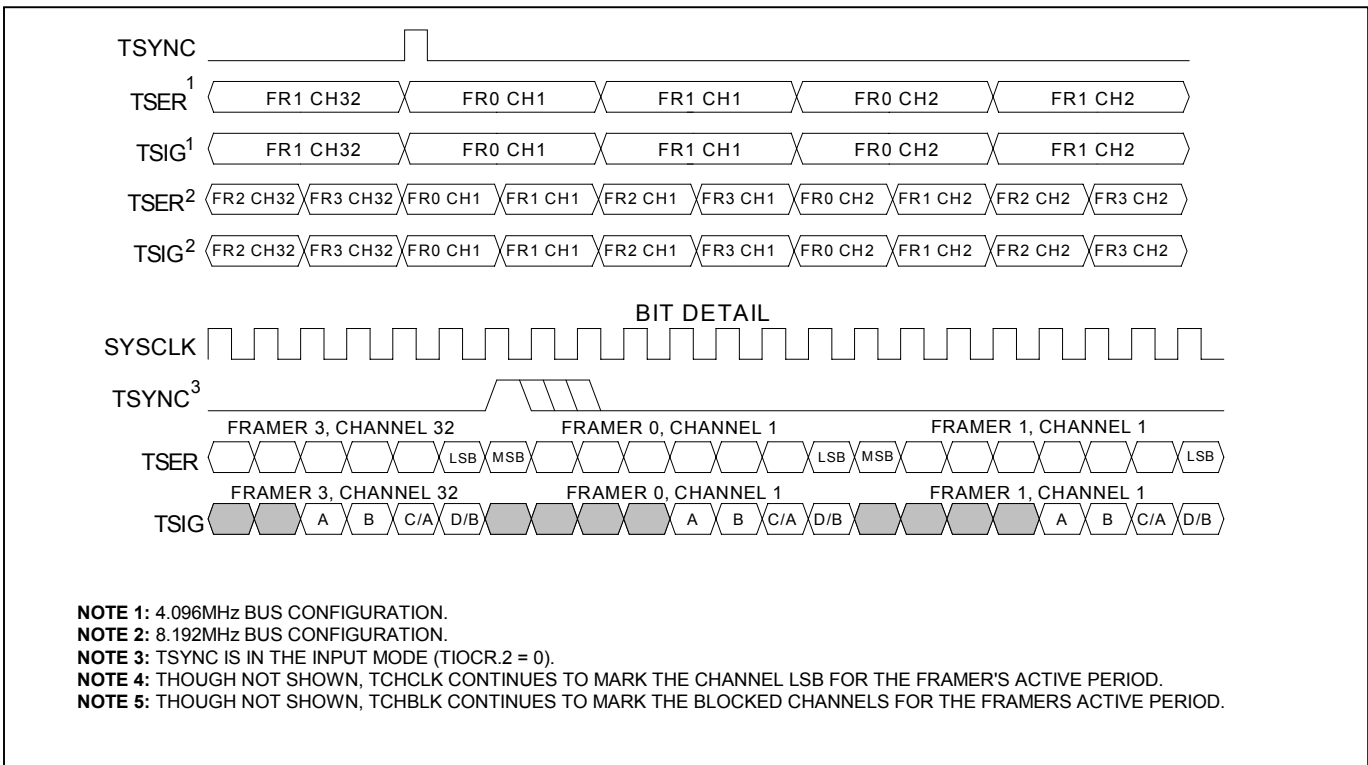 TSYNC
TSER1 FR1 CH32 FR0 CH1 FR1 CH1 FR0 CH2 FR1 CH2
TSIG1 FR1 CH32 FR0 CH1 FR1 CH1 FR0 CH2 FR1 CH2
TSER2 FR2 CH32 FR3 CH32 FR0 CH1 FR1 CH1 FR2 CH1 FR3 CH1 FR0 CH2 FR1 CH2 FR2 CH2 FR3 CH2
TSIG2 FR2 CH32 FR3 CH32 FR0 CH1 FR1 CH1 FR2 CH1 FR3 CH1 FR0 CH2 FR1 CH2 FR2 CH2 FR3 CH2
BIT DETAIL
SYSCLK
TSYNC3
FRAMER 3, CHANNEL 32 FRAMER 0, CHANNEL 1 FRAMER 1, CHANNEL 1
TSER LSB MSB LSB MSB LSB
FRAMER 3, CHANNEL 32 FRAMER 0, CHANNEL 1 FRAMER 1, CHANNEL 1
TSIG A B C/A D/B A B C/A D/B A B C/A D/B
NOTE 1: 4.096MHz BUS CONFIGURATION.
NOTE 2: 8.192MHz BUS CONFIGURATION.
NOTE 3: TSYNC IS IN THE INPUT MODE (TIOCR.2 = 0).
NOTE 4: THOUGH NOT SHOWN, TCHCLK CONTINUES TO MARK THE CHANNEL LSB FOR THE FRAMER'S ACTIVE PERIOD.
NOTE 5: THOUGH NOT SHOWN, TCHBLK CONTINUES TO MARK THE BLOCKED CHANNELS FOR THE FRAMERS ACTIVE PERIOD.